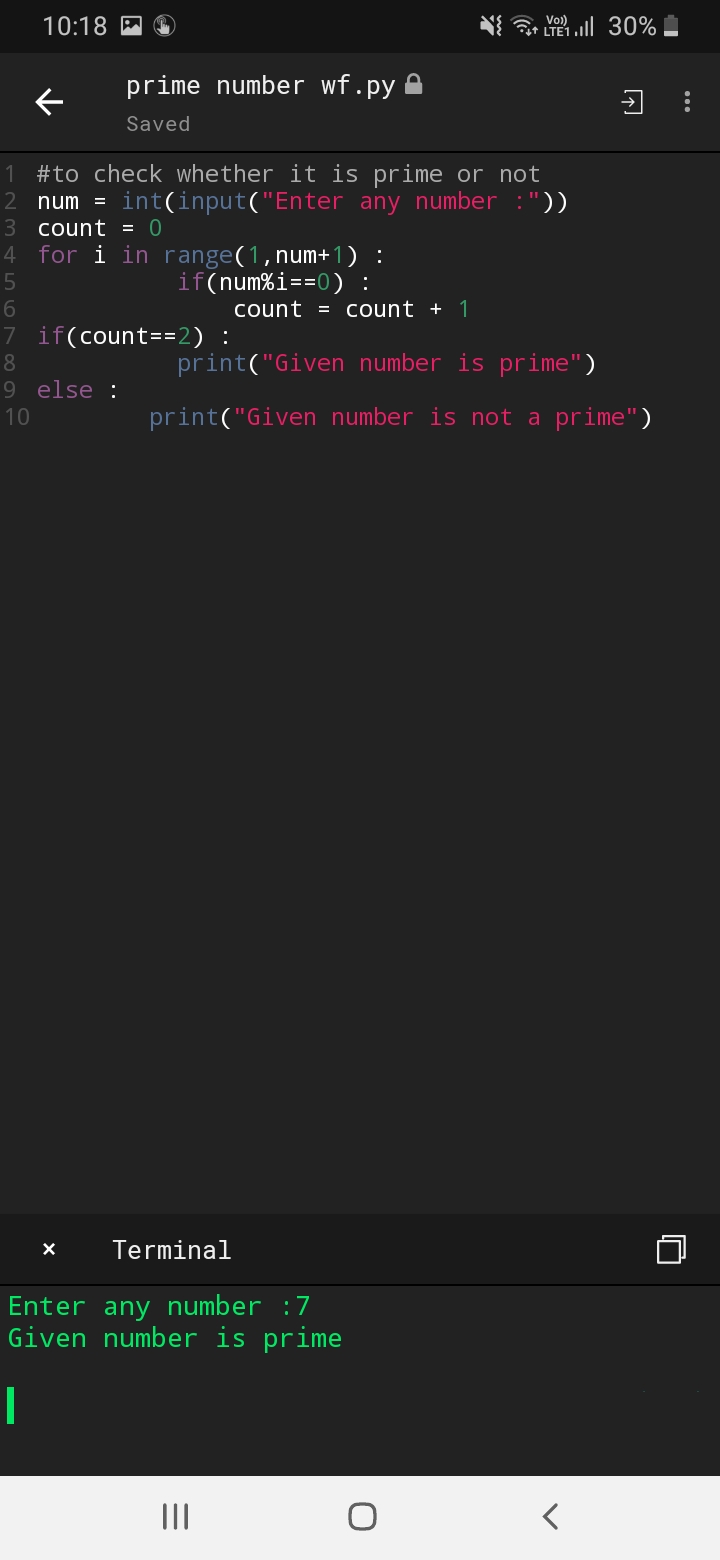 10:18 Vo)) LTE1 30%
prime number wf.py
Saved
1 #to check whether it is prime or not
2 num = int(input("Enter any number :"))
3 count = 0
4 for i in range(1,num+1) :
5           if(num%i==0) :
6               count = count + 1
7 if(count==2) :
8           print("Given number is prime")
9 else :
10         print("Given number is not a prime")
× Terminal
Enter any number :7
Given number is prime